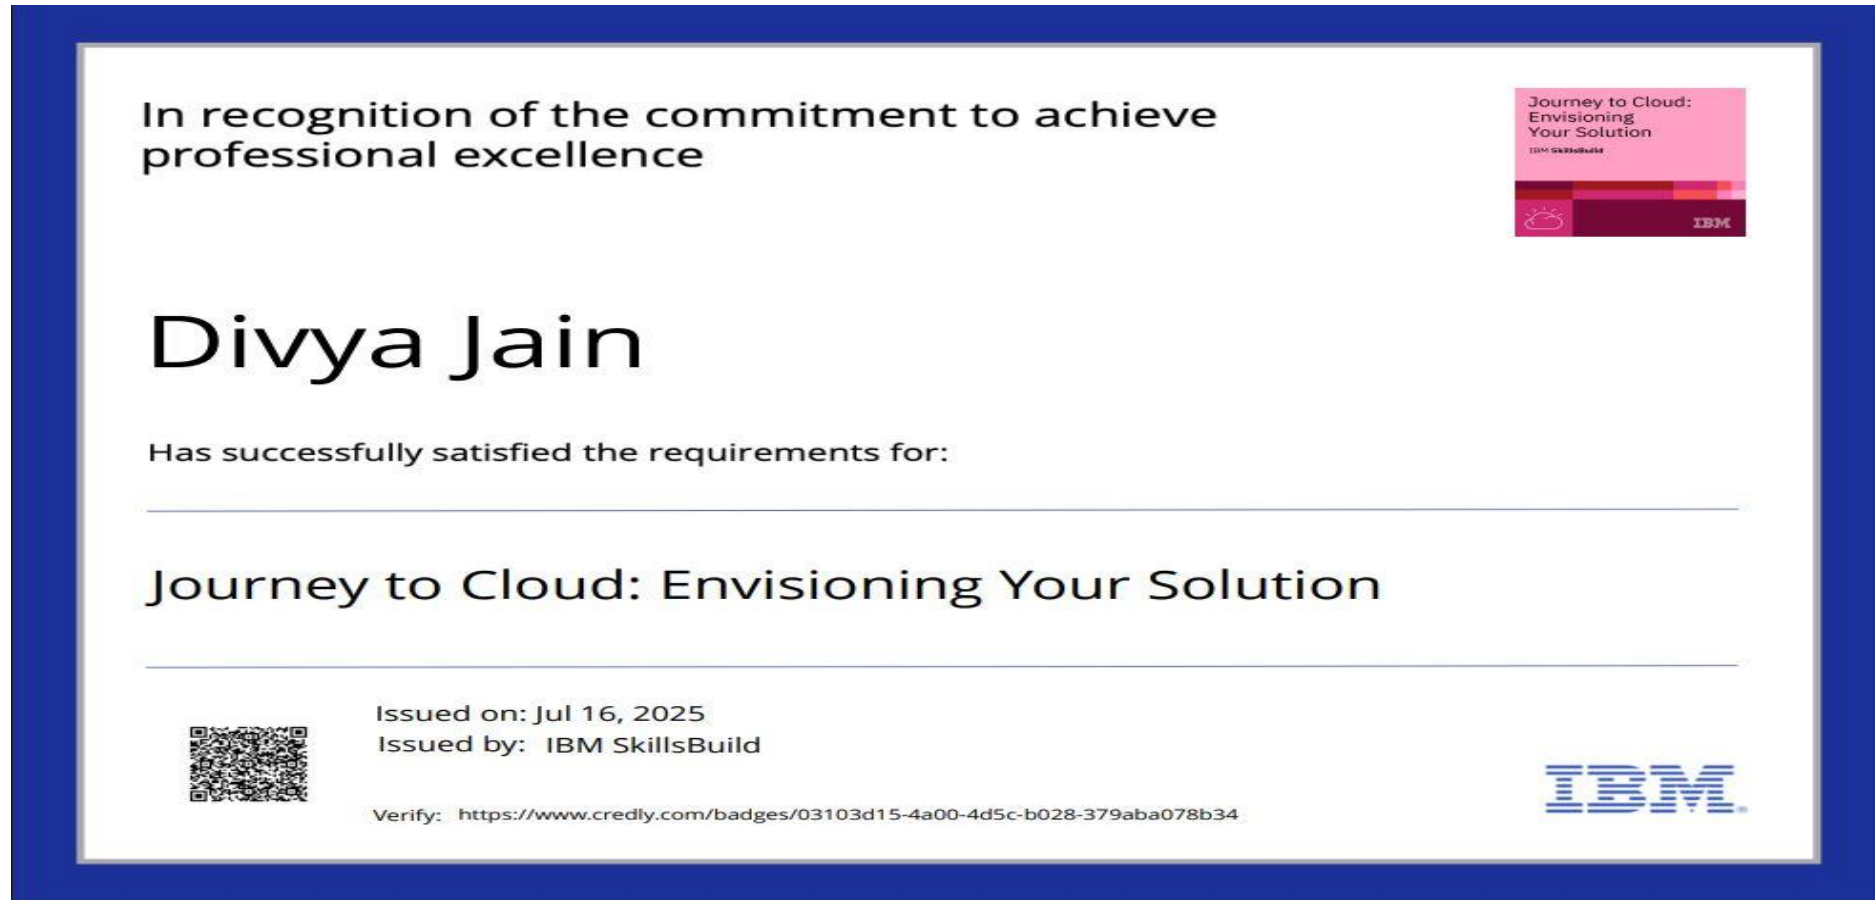 In recognition of the commitment to achieve
professional excellence
Journey to Cloud:
Envisioning
Your Solution
IBM SkillsBuild
IBM
Divya Jain
Has successfully satisfied the requirements for:
Journey to Cloud: Envisioning Your Solution
Issued on: Jul 16, 2025
Issued by: IBM SkillsBuild
Verify: https://www.credly.com/badges/03103d15-4a00-4d5c-b028-379aba078b34
IBM